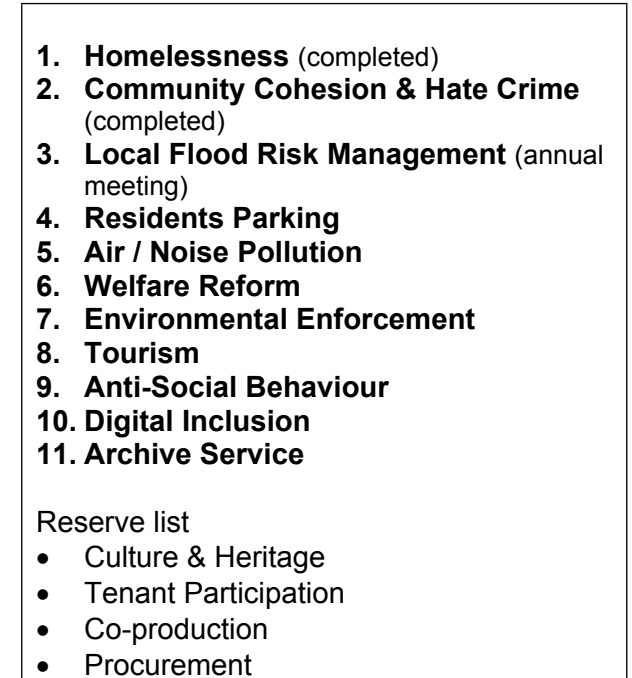 1. Homelessness (completed)
2. Community Cohesion & Hate Crime
(completed)
3. Local Flood Risk Management (annual
meeting)
4. Residents Parking
5. Air / Noise Pollution
6. Welfare Reform
7. Environmental Enforcement
8. Tourism
9. Anti-Social Behaviour
10. Digital Inclusion
11. Archive Service
Reserve list
• Culture & Heritage
• Tenant Participation
• Co-production
• Procurement